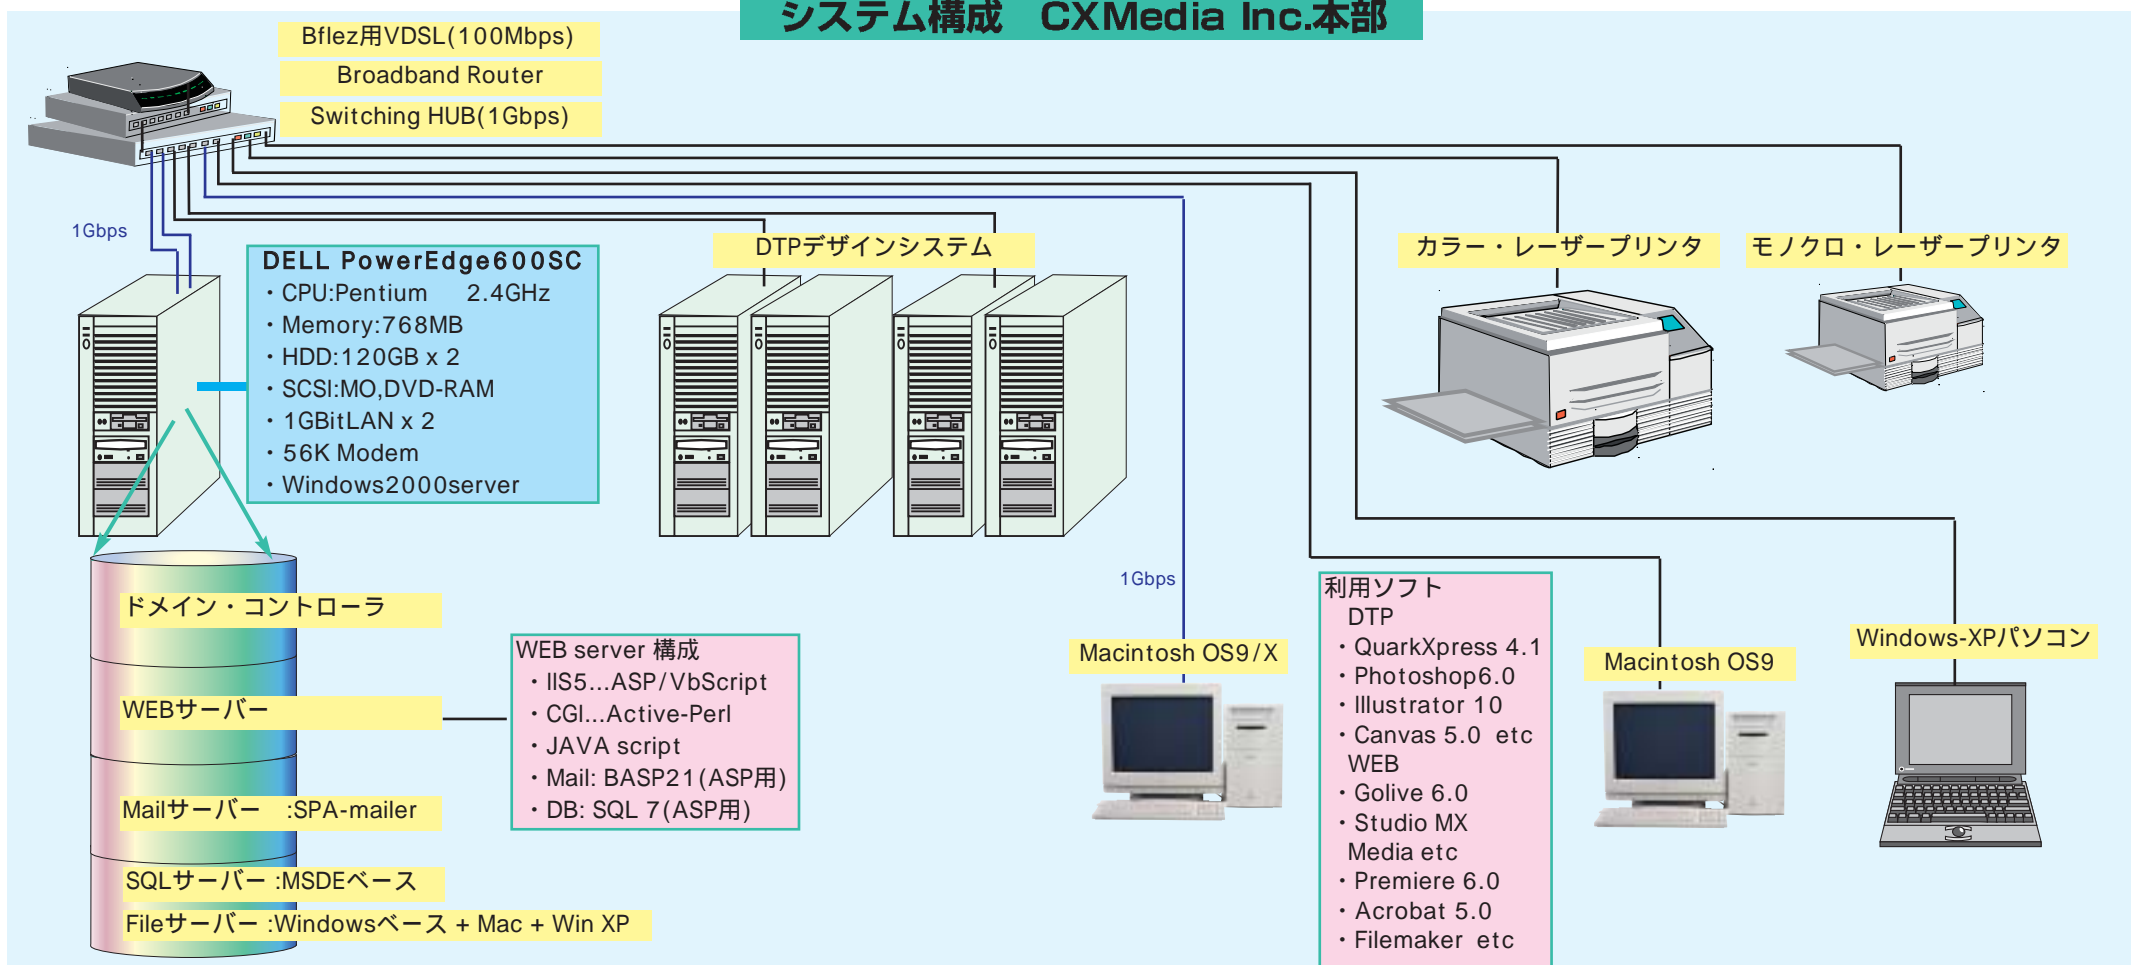 システム構成　CXMedia Inc.本部
Bflez用VDSL(100Mbps)
Broadband Router
Switching HUB(1Gbps)
1Gbps
DELL PowerEdge600SC
・CPU:Pentium 2.4GHz
・Memory:768MB
・HDD:120GB x 2
・SCSI:MO,DVD-RAM
・1GBitLAN x 2
・56K Modem
・Windows2000server
DTPデザインシステム
カラー・レーザープリンタ
モノクロ・レーザープリンタ
ドメイン・コントローラ
WEBサーバー
Mailサーバー :SPA-mailer
SQLサーバー :MSDEベース
Fileサーバー :Windowsベース + Mac + Win XP
WEB server 構成
・IIS5...ASP/VbScript
・CGI...Active-Perl
・JAVA script
・Mail: BASP21(ASP用)
・DB: SQL 7(ASP用)
1Gbps
Macintosh OS9/X
利用ソフト
DTP
・QuarkXpress 4.1
・Photoshop6.0
・Illustrator 10
・Canvas 5.0 etc
WEB
・Golive 6.0
・Studio MX
Media etc
・Premiere 6.0
・Acrobat 5.0
・Filemaker etc
Macintosh OS9
Windows-XPパソコン